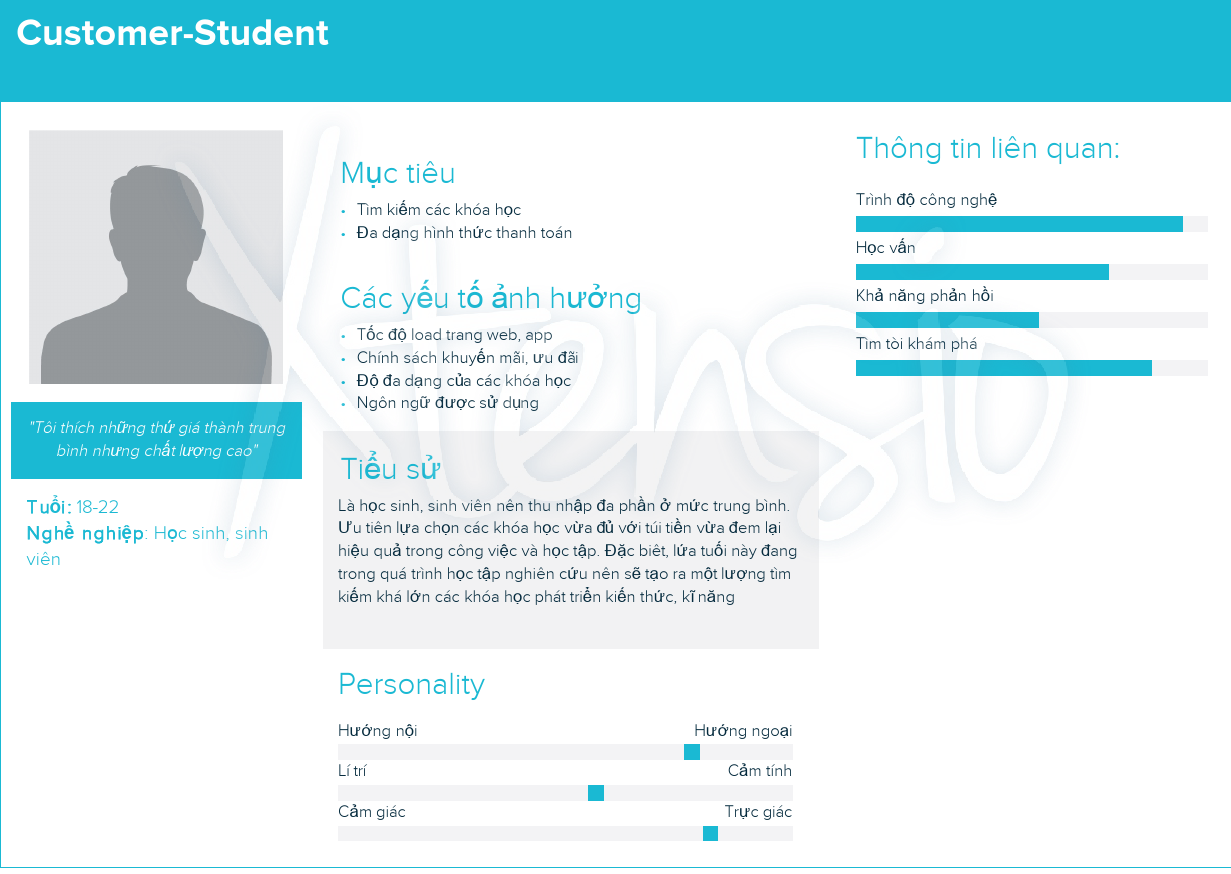 Customer-Student
"Tôi thích những thứ giá thành trung
bình nhưng chất lượng cao"
Tuổi: 18-22
Nghề nghiệp: Học sinh, sinh
viên
Mục tiêu
• Tìm kiếm các khóa học
• Đa dạng hình thức thanh toán
Các yếu tố ảnh hưởng
• Tốc độ load trang web, app
• Chính sách khuyến mãi, ưu đãi
• Độ đa dạng của các khóa học
• Ngôn ngữ được sử dụng
Tiểu sử
Là học sinh, sinh viên nên thu nhập đa phần ở mức trung bình.
Ưu tiên lựa chọn các khóa học vừa đủ với túi tiền vừa đem lại
hiệu quả trong công việc và học tập. Đặc biêt, lứa tuổi này đang
trong quá trình học tập nghiên cứu nên sẽ tạo ra một lượng tìm
kiếm khá lớn các khóa học phát triển kiến thức, kĩ năng
Personality
Hướng nội Hướng ngoại
Lí trí Cảm tính
Cảm giác Trực giác
Thông tin liên quan:
Trình độ công nghệ
Học vấn
Khả năng phản hồi
Tìm tòi khám phá
Xtensio